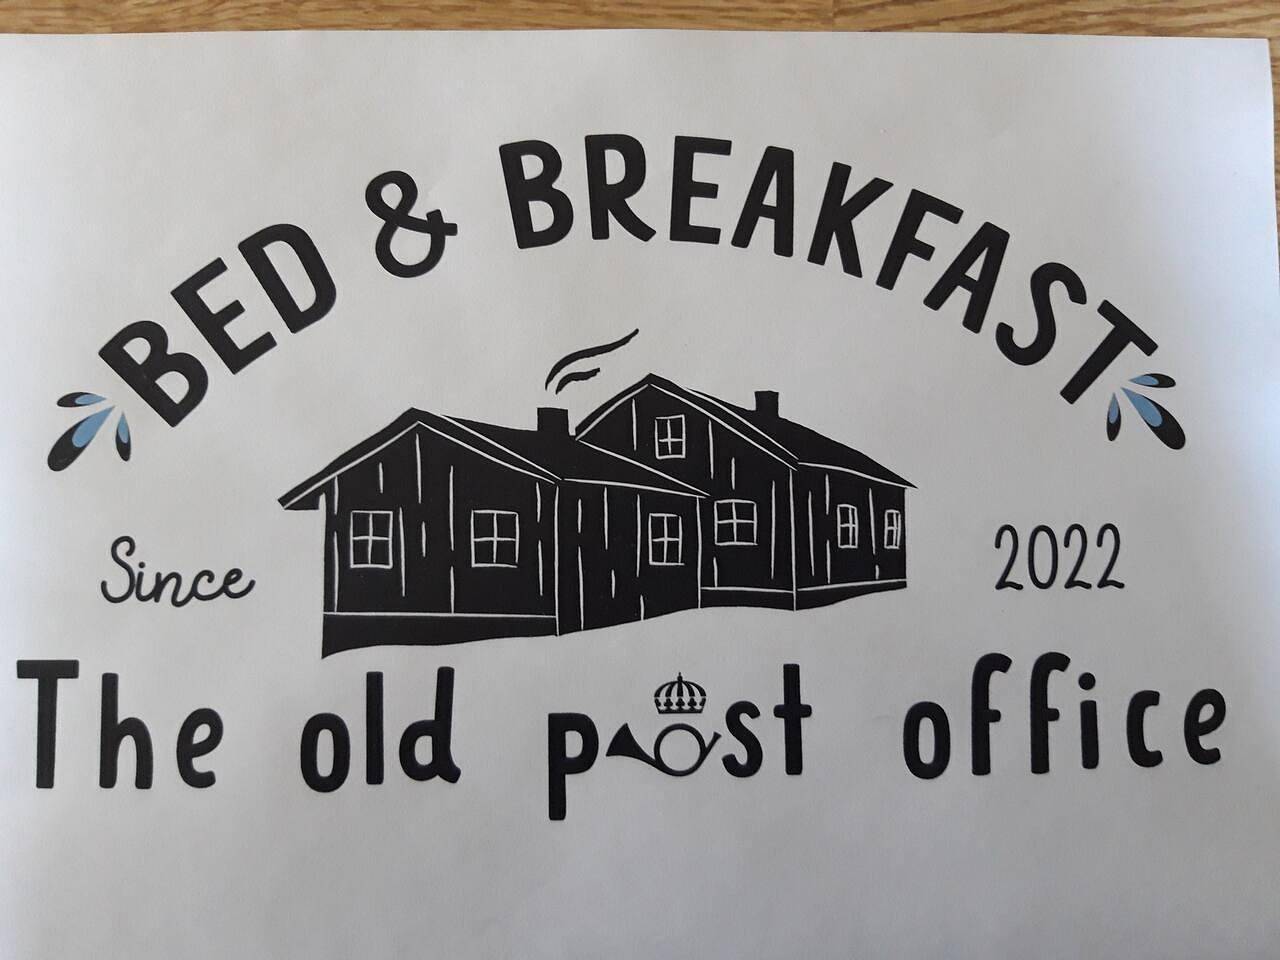 BED & BREAKFAST
Since 2022
The old post office